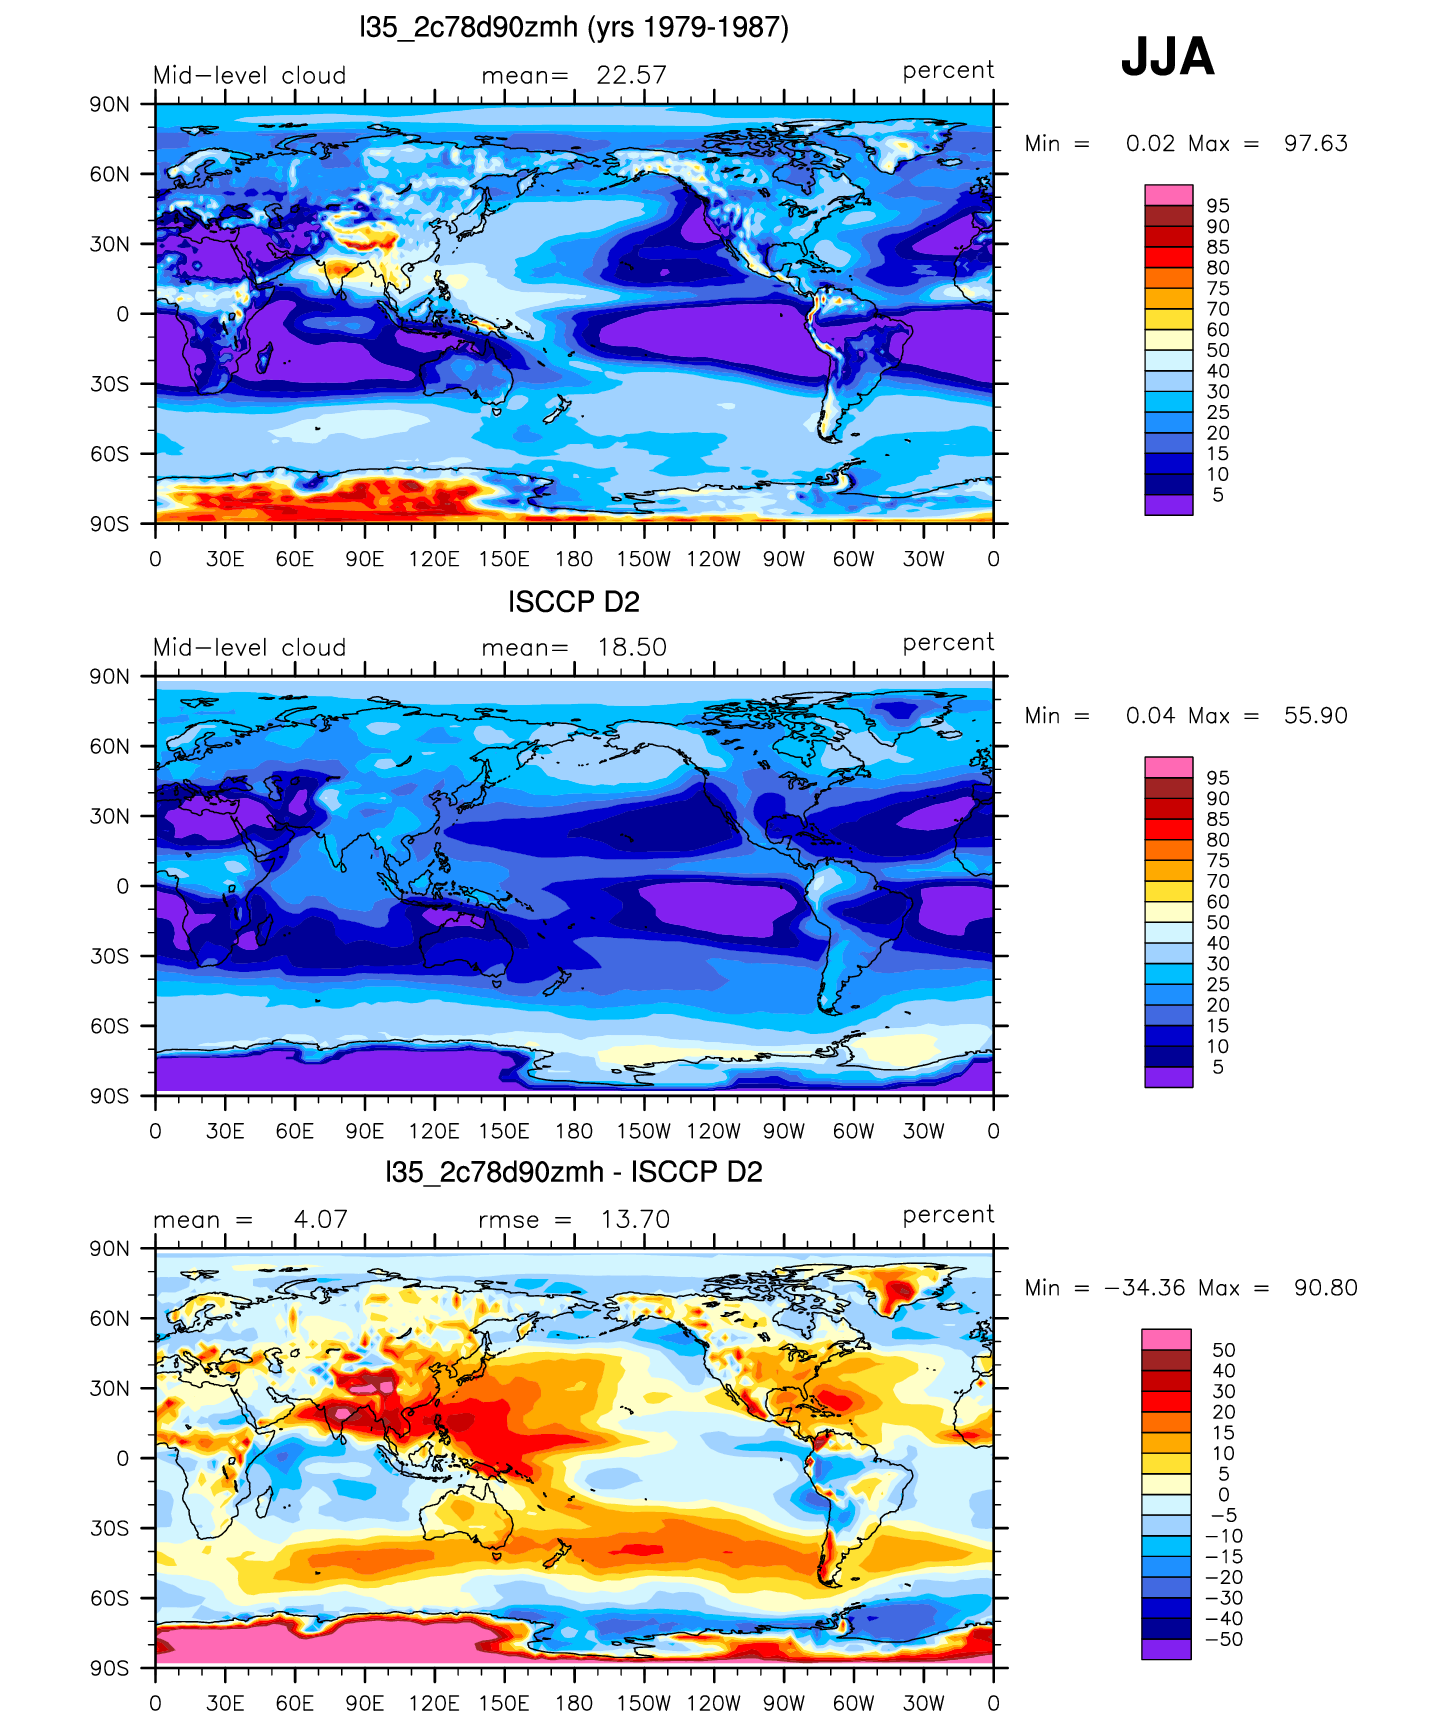 l35_2c78d90zmh (yrs 1979-1987)
JJA
Mid-level cloud mean= 22.57 percent
Min = 0.02 Max = 97.63
90N
60N
30N
0
30S
60S
90S
0 30E 60E 90E 120E 150E 180 150W 120W 90W 60W 30W 0
95
90
85
80
75
70
60
50
40
30
25
20
15
10
5
ISCCP D2
Mid-level cloud mean= 18.50 percent
Min = 0.04 Max = 55.90
90N
60N
30N
0
30S
60S
90S
0 30E 60E 90E 120E 150E 180 150W 120W 90W 60W 30W 0
95
90
85
80
75
70
60
50
40
30
25
20
15
10
5
l35_2c78d90zmh - ISCCP D2
mean = 4.07 rmse = 13.70 percent
Min = -34.36 Max = 90.80
90N
60N
30N
0
30S
60S
90S
0 30E 60E 90E 120E 150E 180 150W 120W 90W 60W 30W 0
50
40
30
20
15
10
5
0
-5
-10
-15
-20
-30
-40
-50